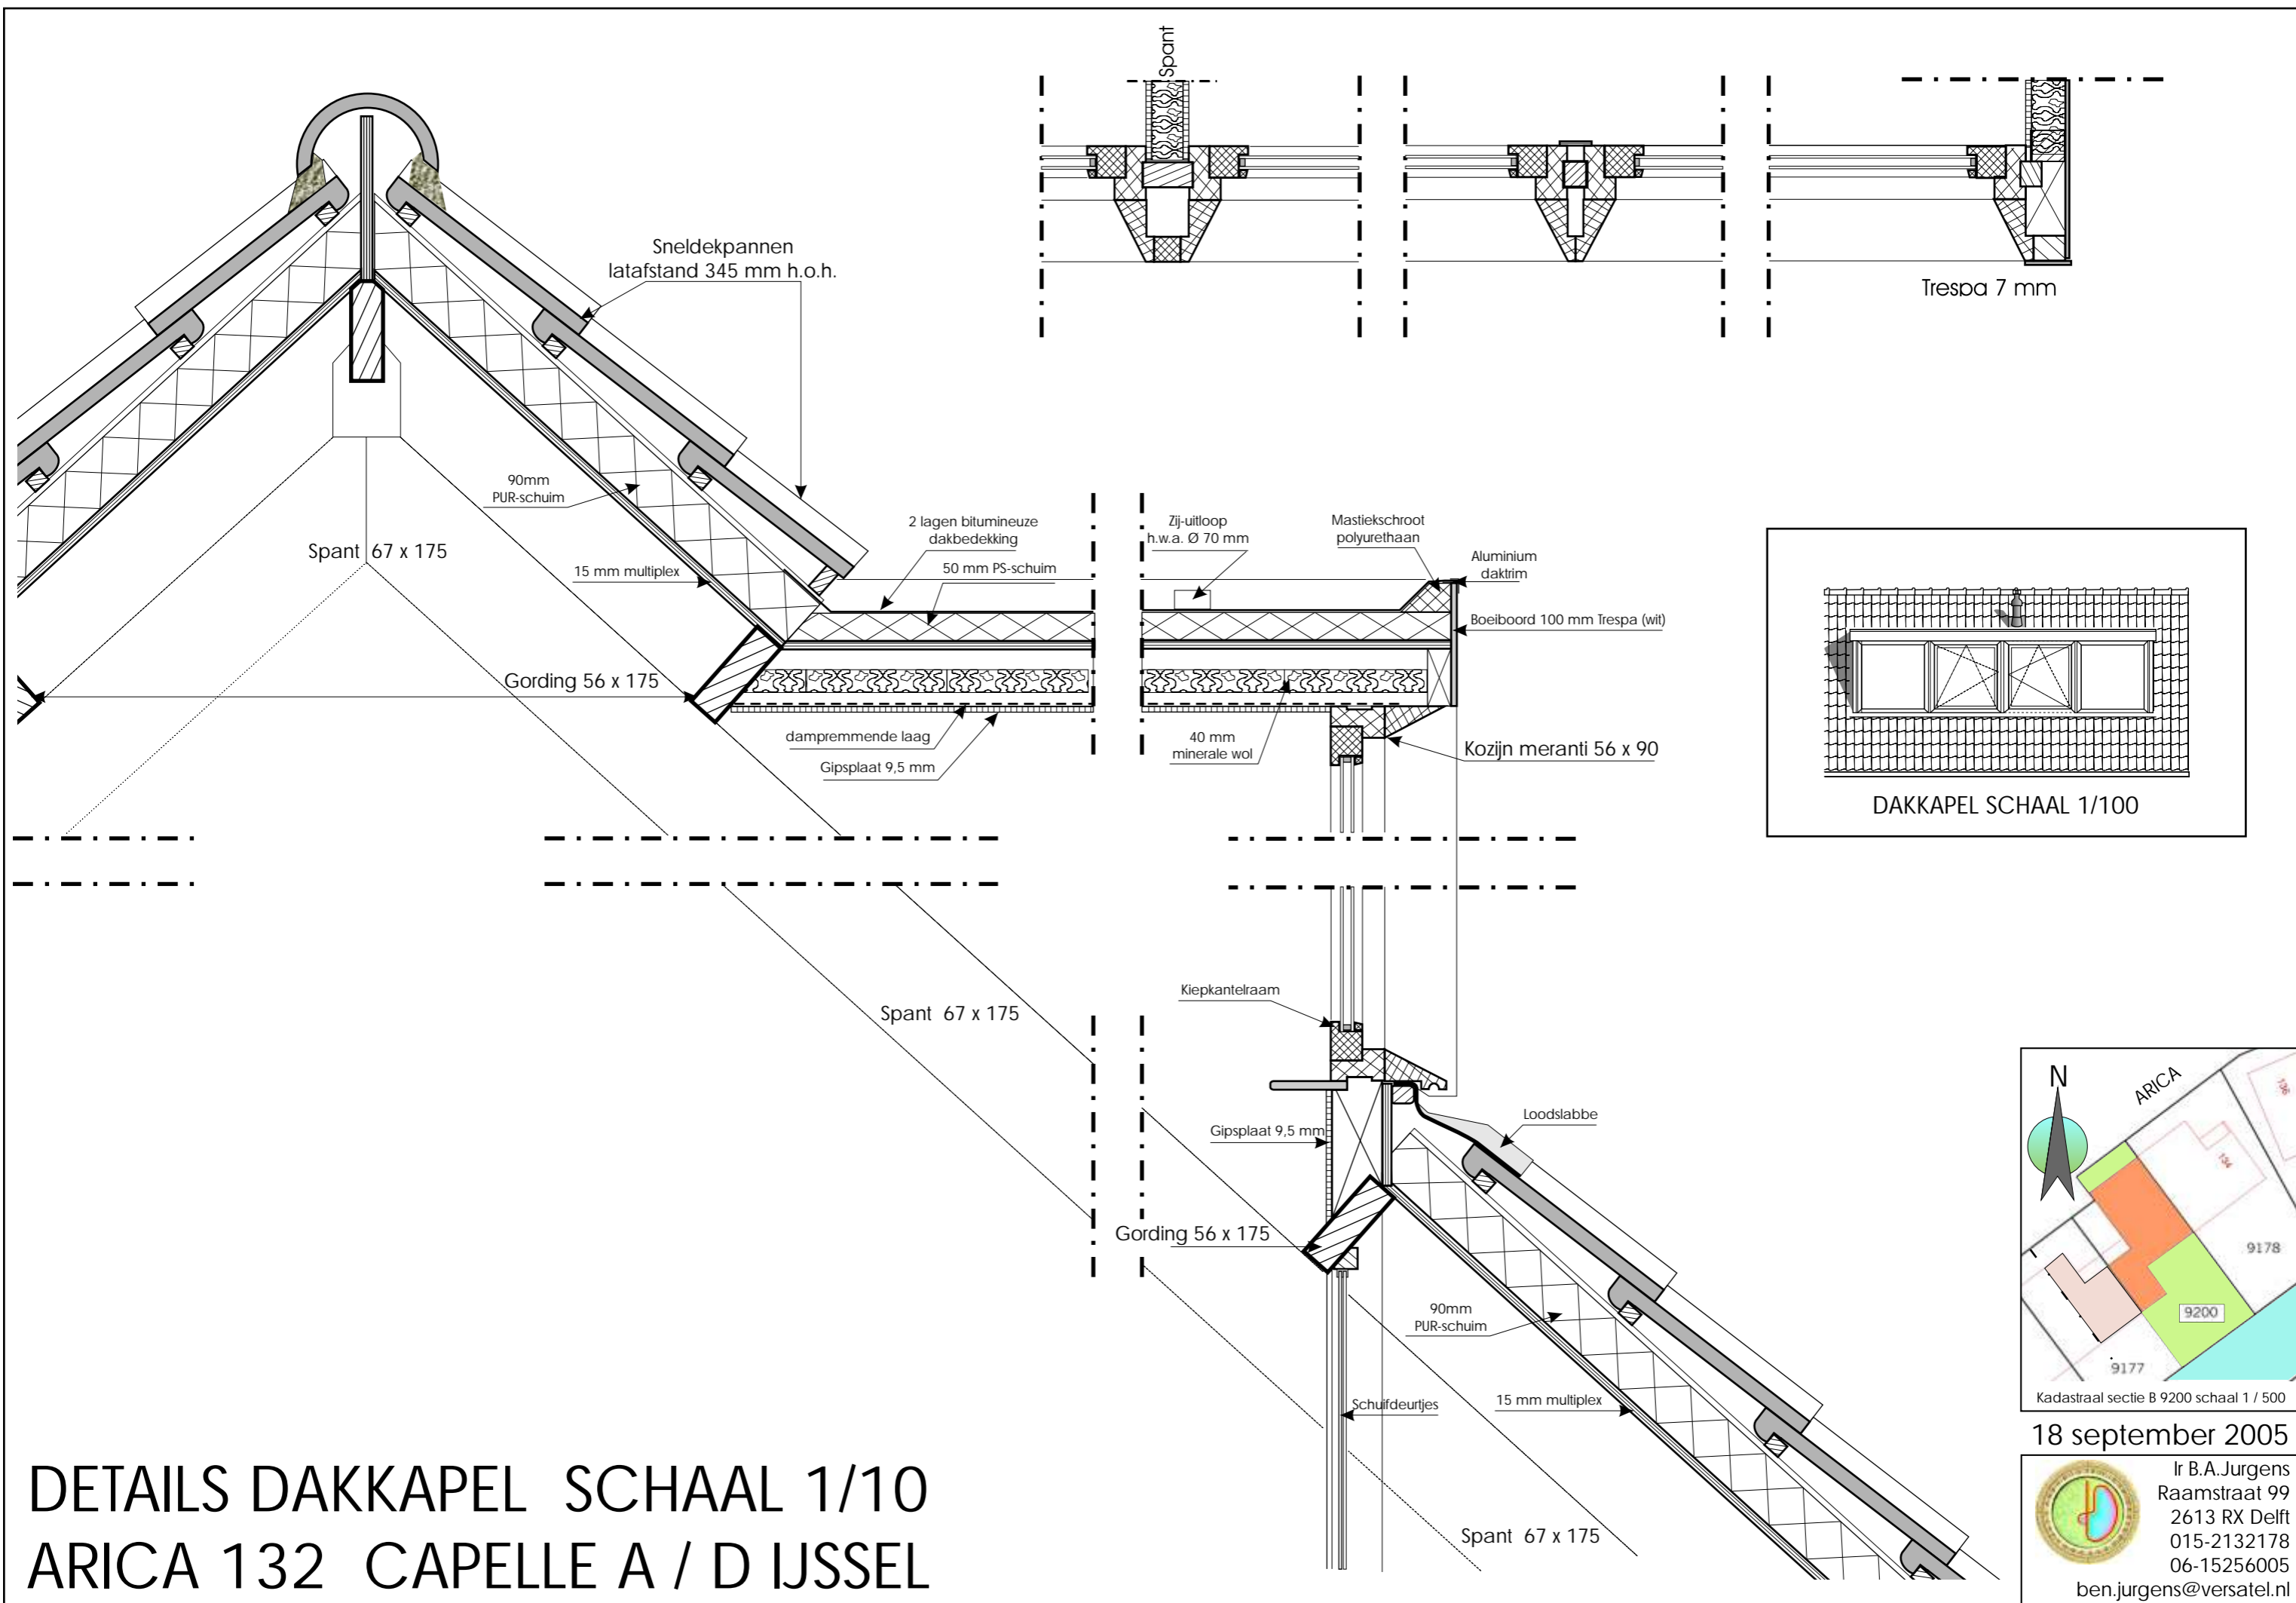 Spant
Sneldekpannen
latafstand 345 mm h.o.h.
Trespa 7 mm
90mm
PUR-schuim
Spant 67 x 175
15 mm multiplex
2 lagen bitumineuze
dakbedekking
50 mm PS-schuim
Zij-uitloop
h.w.a. Ø 70 mm
Mastiekschroot
polyurethaan
Aluminium
daktrim
Boeiboord 100 mm Trespa (wit)
Gording 56 x 175
dampremmende laag
Gipsplaat 9,5 mm
40 mm
minerale wol
Kozijn meranti 56 x 90
DAKKAPEL SCHAAL 1/100
Spant 67 x 175
Kiepkantelraam
Gipsplaat 9,5 mm
Loodslabbe
Gording 56 x 175
90mm
PUR-schuim
Schuifdeurtjes
15 mm multiplex
Spant 67 x 175
N
ARICA
136
134
9178
9200
9177
Kadastraal sectie B 9200 schaal 1 / 500
18 september 2005
Ir B.A.Jurgens
Raamstraat 99
2613 RX Delft
015-2132178
06-15256005
ben.jurgens@versatel.nl
DETAILS DAKKAPEL SCHAAL 1/10
ARICA 132 CAPELLE A / D IJSSEL